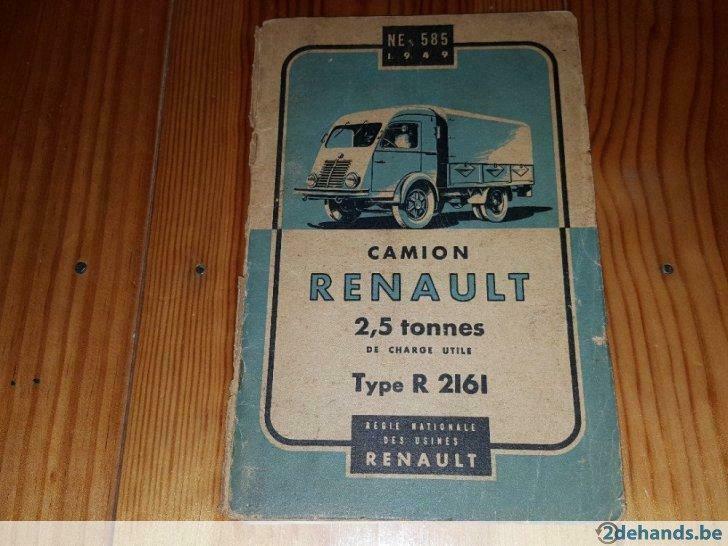 NE. 585
1949
CAMION
RENAULT
2,5 tonnes
DE CHARGE UTILE
Type R 2161
REGIE NATIONALE
DES USINES
RENAULT
2dehands.be